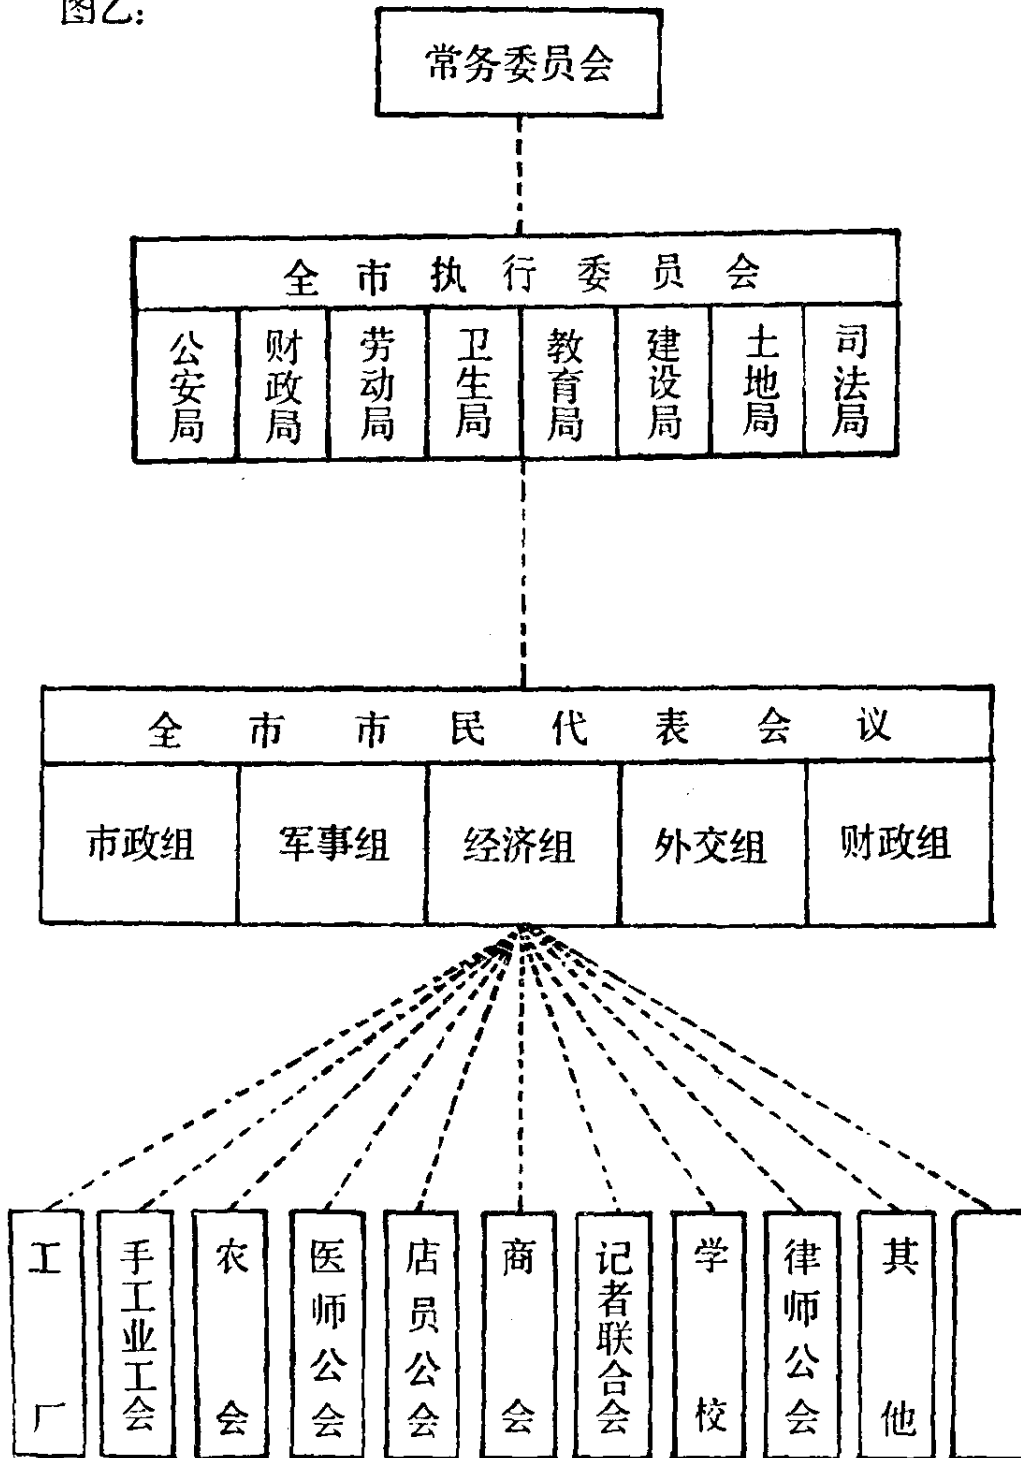 图乙:
常务委员会
全市执行委员会
公安局
财政局
劳动局
卫生局
教育局
建设局
土地局
司法局
全市市民代表会议
市政组
军事组
经济组
外交组
财政组
工厂
手工业工会
农会
医师公会
店员公会
商会
记者联合会
学校
律师公会
其他